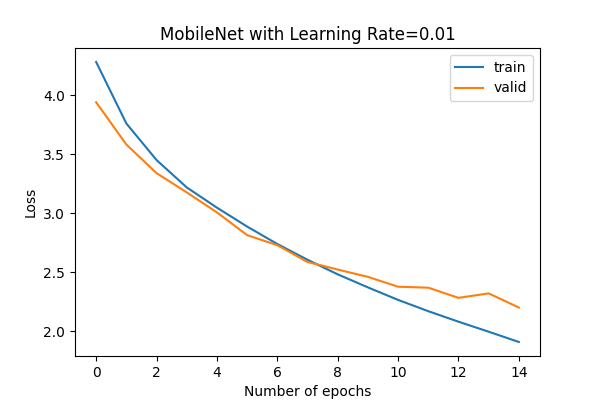 MobileNet with Learning Rate=0.01
train
valid
4.0
3.5
3.0
2.5
2.0
Loss
0 2 4 6 8 10 12 14
Number of epochs